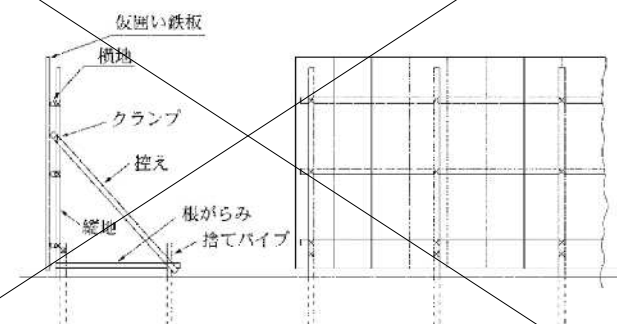 仮囲い鉄板
横地
クランプ
控え
根がらみ
縦地
捨てパイプ